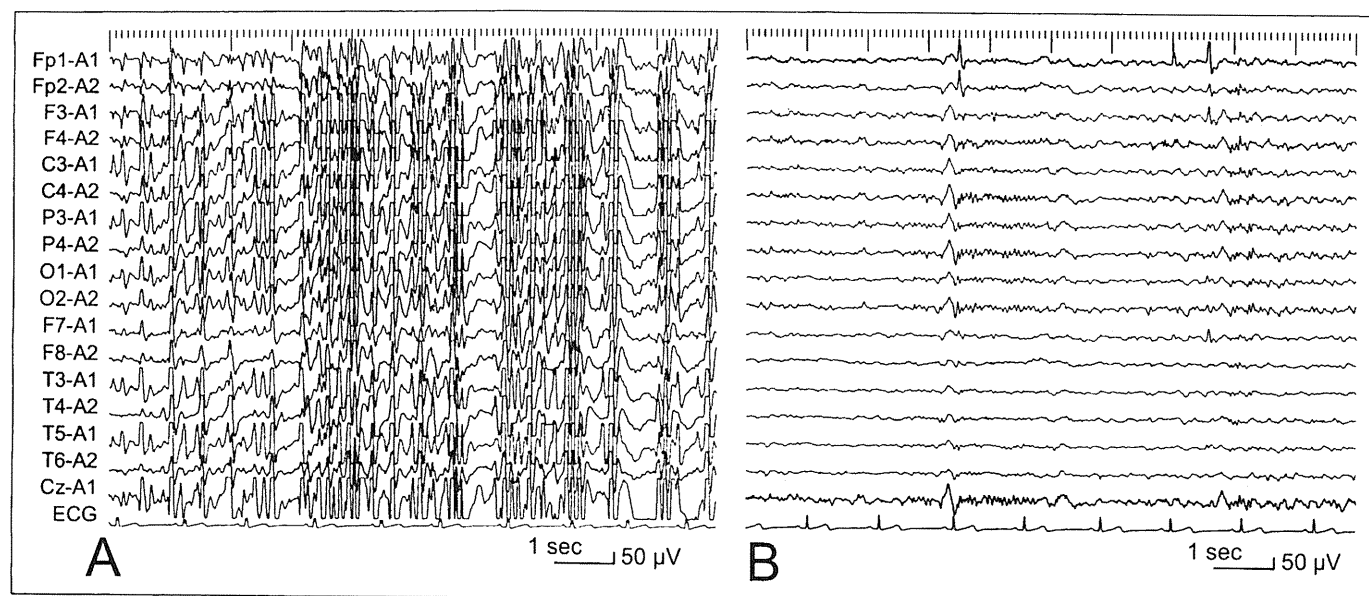 Fp1-A1
Fp2-A2
F3-A1
F4-A2
C3-A1
C4-A2
P3-A1
P4-A2
O1-A1
O2-A2
F7-A1
F8-A2
T3-A1
T4-A2
T5-A1
T6-A2
Cz-A1
ECG
A
1 sec
50 µV
B
1 sec
50 µV